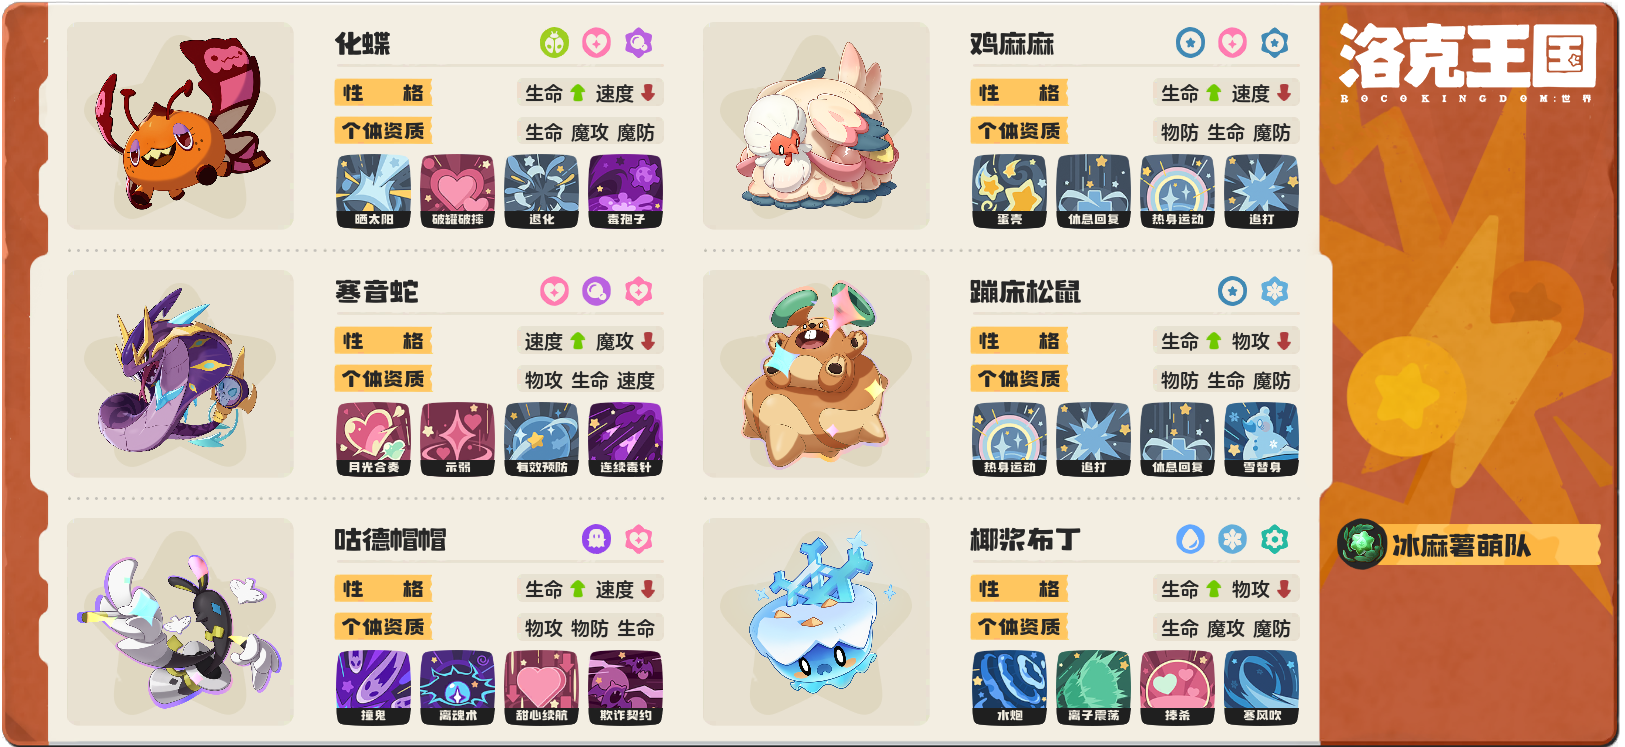 化蝶
性格
生命 速度
个体资质
生命 魔攻 魔防
晒太阳
破罐破摔
退化
毒孢子
鸡麻麻
性格
生命 速度
个体资质
物防 生命 魔防
蛋壳
休息回复
热身运动
追打
寒音蛇
性格
速度 魔攻
个体资质
物攻 生命 速度
月光合奏
示弱
有效预防
连续毒针
蹦床松鼠
性格
生命 物攻
个体资质
物防 生命 魔防
热身运动
追打
休息回复
雪替身
咕德帽帽
性格
生命 速度
个体资质
物攻 物防 生命
撞鬼
离魂术
甜心续航
欺诈契约
椰浆布丁
性格
生命 物攻
个体资质
生命 魔攻 魔防
水炮
离子震荡
捧杀
寒风吹
洛克王国
ROCOKINGDOM:世界
冰麻薯萌队